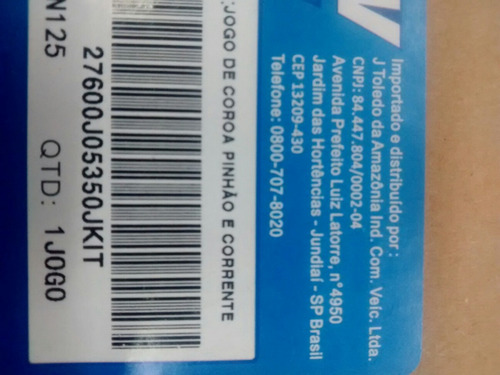 Importado e distribuído por :
J Toledo da Amazônia Ind. Com. Veíc. Ltda.
CNPJ: 84.447.804/0002-04
Avenida Prefeito Luiz Latorre, n°4950
Jardim das Hortências - Jundiaí - SP Brasil
CEP 13209-430
Telefone: 0800-707-8020
:JOGO DE COROA PINHÃO E CORRENTE
27600J05350JKIT
N125 QTD: 1JOGO